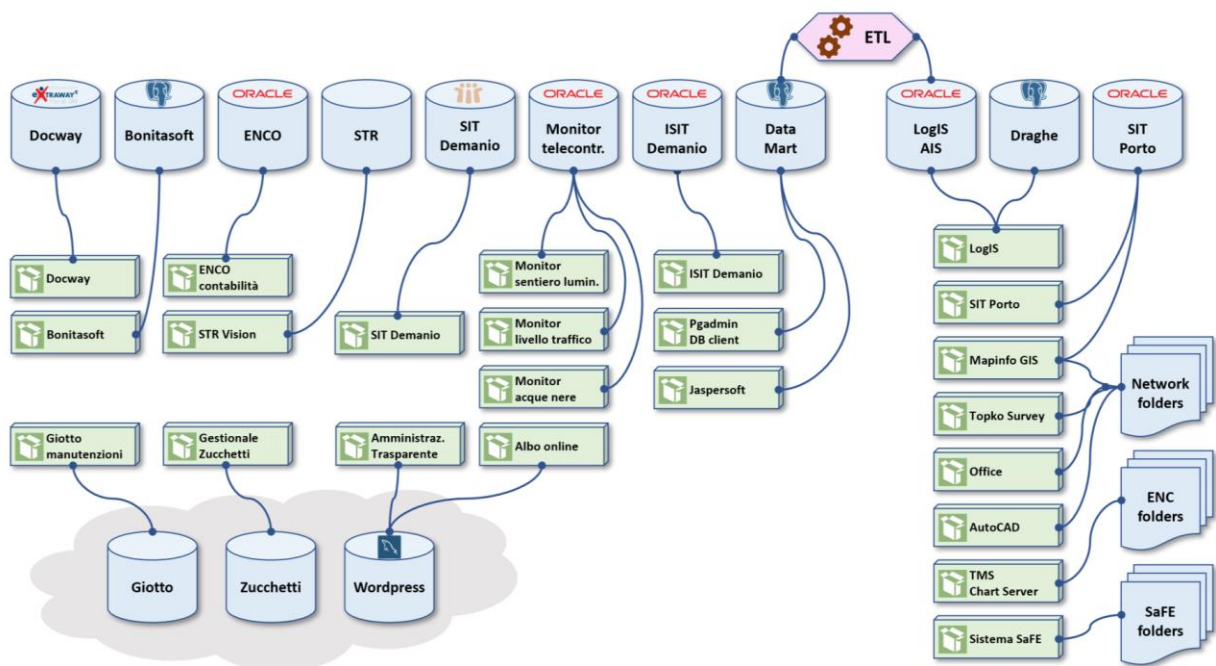 ETL
eXTRAWAY
ORACLE
ORACLE
ORACLE
ORACLE
ORACLE
Docway
Bonitasoft
ENCO
STR
SIT
Demanio
Monitor
telecontr.
ISIT
Demanio
Data
Mart
LogIS
AIS
Draghe
SIT
Porto
Docway
ENCO
contabilità
Monitor
sentiero lumin.
ISIT Demanio
LogIS
Bonitasoft
STR Vision
SIT Demanio
Monitor
livello traffico
Pgadmin
DB client
SIT Porto
Monitor
acque nere
Jaspersoft
Mapinfo GIS
Network
folders
Topko Survey
Giotto
manutenzioni
Gestionale
Zucchetti
Amministraz.
Trasparente
Albo online
Office
AutoCAD
ENC
folders
Giotto
Zucchetti
Wordpress
TMS
Chart Server
Sistema SaFE
SaFE
folders